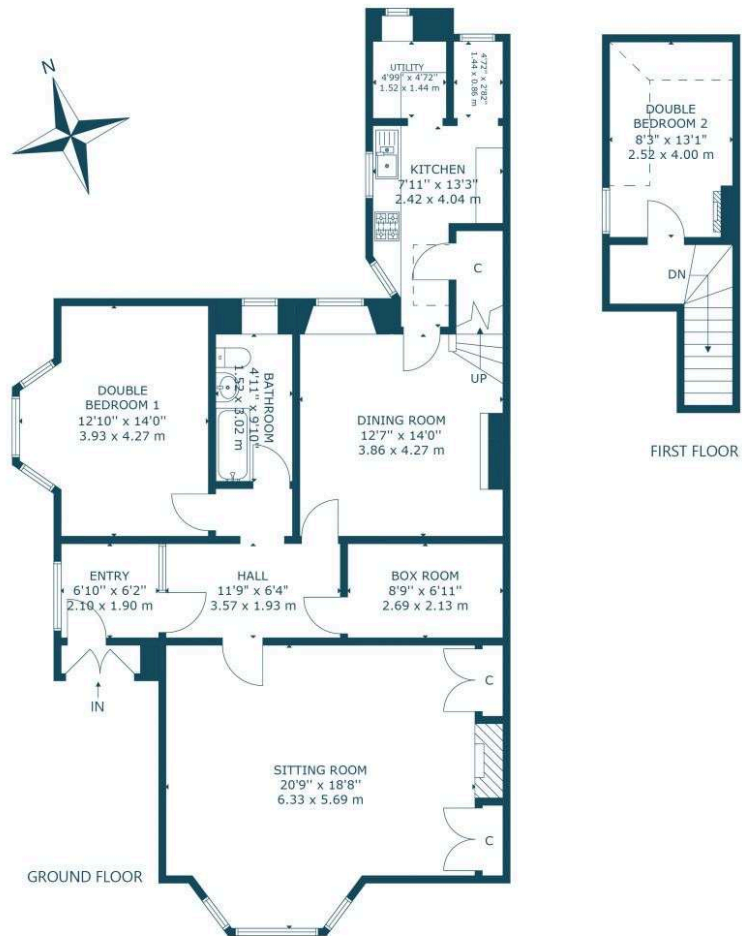 N
UTILITY
4'99" x 4'72"
1.52 x 1.44 m
4'72" x 2'82"
1.44 x 0.86 m
KITCHEN
7'11'' x 13'3''
2.42 x 4.04 m
C
UP
DOUBLE
BEDROOM 2
8'3" x 13'1"
2.52 x 4.00 m
DN
FIRST FLOOR
DOUBLE
BEDROOM 1
12'10" x 14'0"
3.93 x 4.27 m
BATHROOM
4'11" x 9'10"
1.52 x 3.02 m
DINING ROOM
12'7" x 14'0"
3.86 x 4.27 m
ENTRY
6'10" x 6'2"
2.10 x 1.90 m
HALL
11'9" x 6'4"
3.57 x 1.93 m
BOX ROOM
8'9" x 6'11"
2.69 x 2.13 m
IN
C
SITTING ROOM
20'9'' x 18'8''
6.33 x 5.69 m
C
GROUND FLOOR